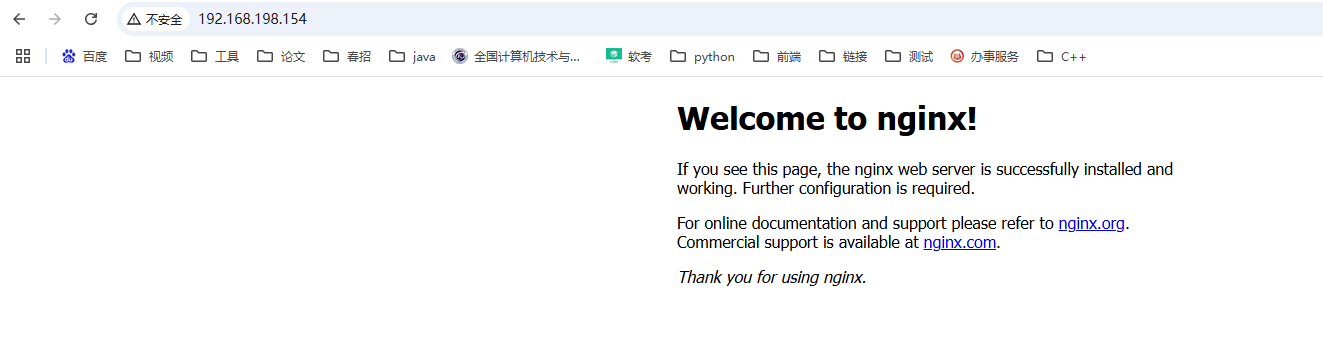 不安全 192.168.198.154
百度 视频 工具 论文 春招 java 全国计算机技术与... 软考 python 前端 链接 测试 办事服务 C++
Welcome to nginx!
If you see this page, the nginx web server is successfully installed and
working. Further configuration is required.
For online documentation and support please refer to nginx.org.
Commercial support is available at nginx.com.
Thank you for using nginx.